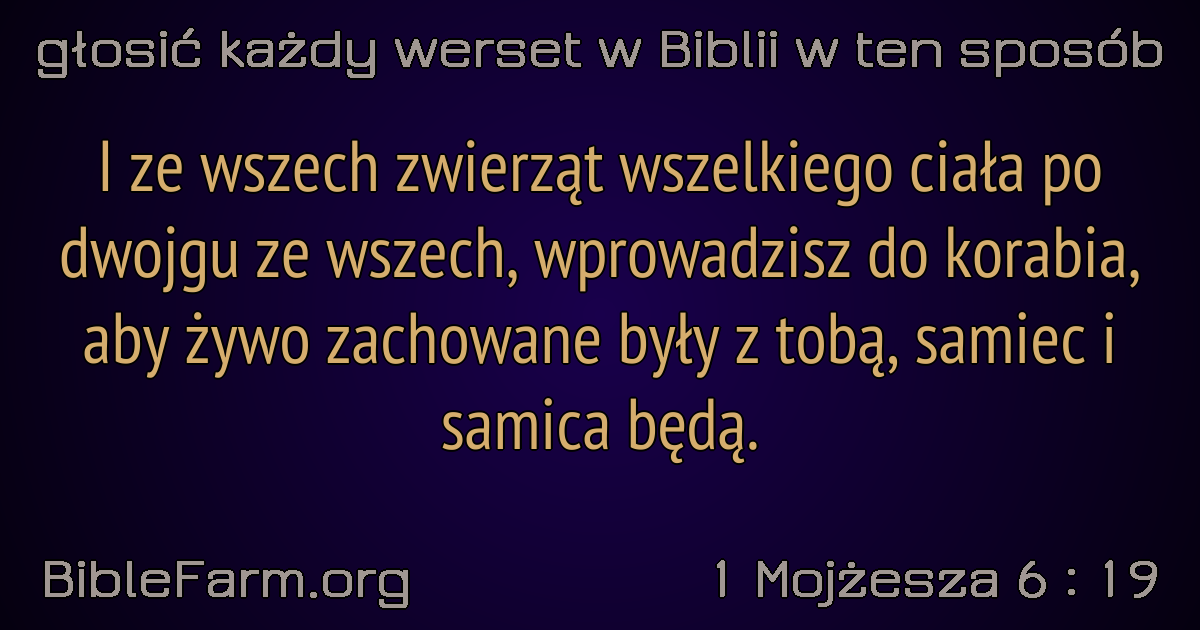 głosić każdy werset w Biblii w ten sposób
I ze wszech zwierząt wszelkiego ciała po
dwojgu ze wszech, wprowadzisz do korabia,
aby żywo zachowane były z tobą, samiec i
samica będą.
BibleFarm.org
1 Mojżesza 6 : 19